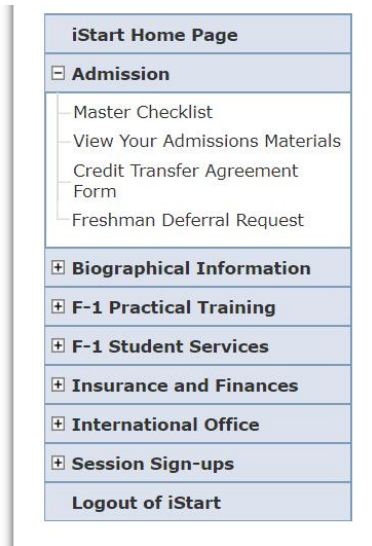 iStart Home Page
Admission
Master Checklist
View Your Admissions Materials
Credit Transfer Agreement
Form
Freshman Deferral Request
Biographical Information
F-1 Practical Training
F-1 Student Services
Insurance and Finances
International Office
Session Sign-ups
Logout of iStart